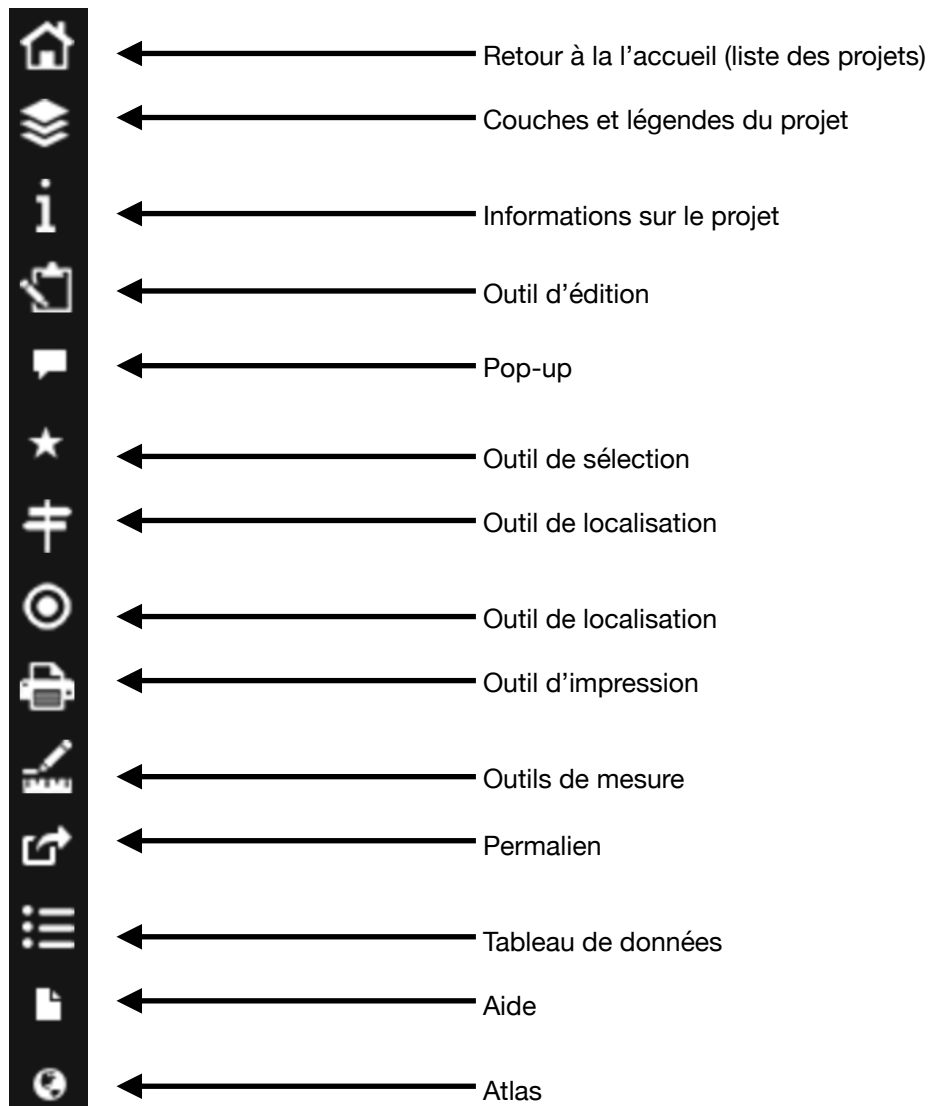 Retour à la l’accueil (liste des projets)
Couches et légendes du projet
Informations sur le projet
Outil d’édition
Pop-up
Outil de sélection
Outil de localisation
Outil de localisation
Outil d’impression
Outils de mesure
Permalien
Tableau de données
Aide
Atlas